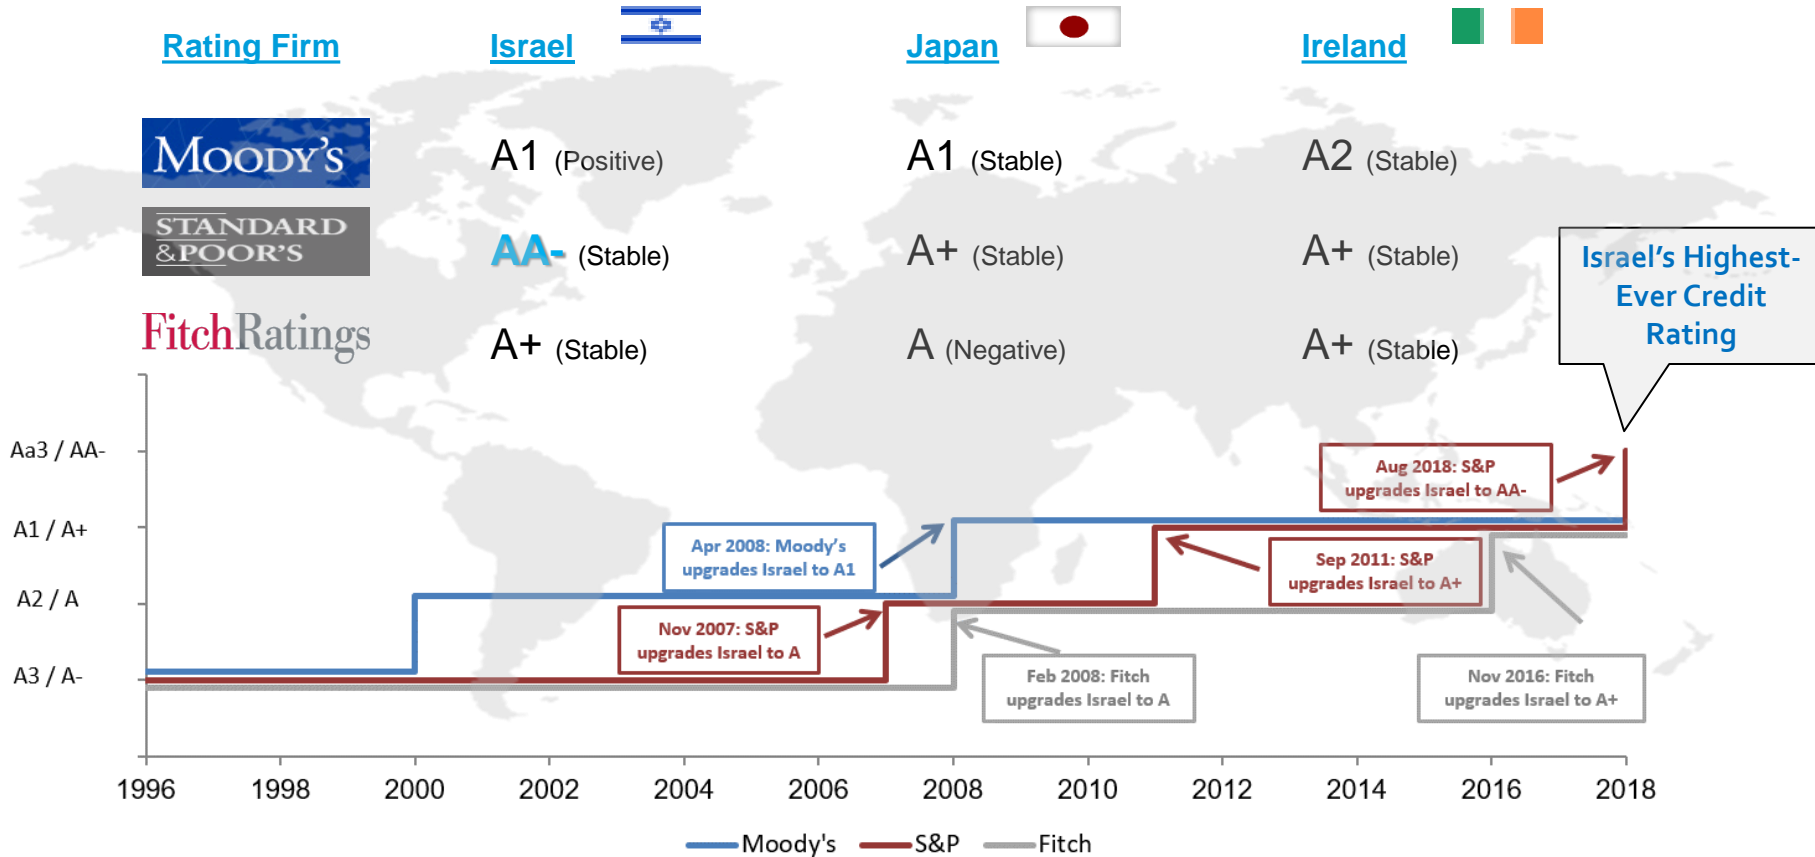 Rating Firm Israel Japan Ireland
MOODY'S A1 (Positive) A1 (Stable) A2 (Stable)
STANDARD
&POOR'S AA- (Stable) A+ (Stable) A+ (Stable)
FitchRatings A+ (Stable) A (Negative) A+ (Stable)
Israel's Highest-
Ever Credit
Rating
Aa3 / AA-
A1 / A+
A2 / A
A3 / A-
Aug 2018: S&P
upgrades Israel to AA-
Apr 2008: Moody's
upgrades Israel to A1
Sep 2011: S&P
upgrades Israel to A+
Nov 2007: S&P
upgrades Israel to A
Feb 2008: Fitch
upgrades Israel to A
Nov 2016: Fitch
upgrades Israel to A+
1996 1998 2000 2002 2004 2006 2008 2010 2012 2014 2016 2018
Moody's S&P Fitch